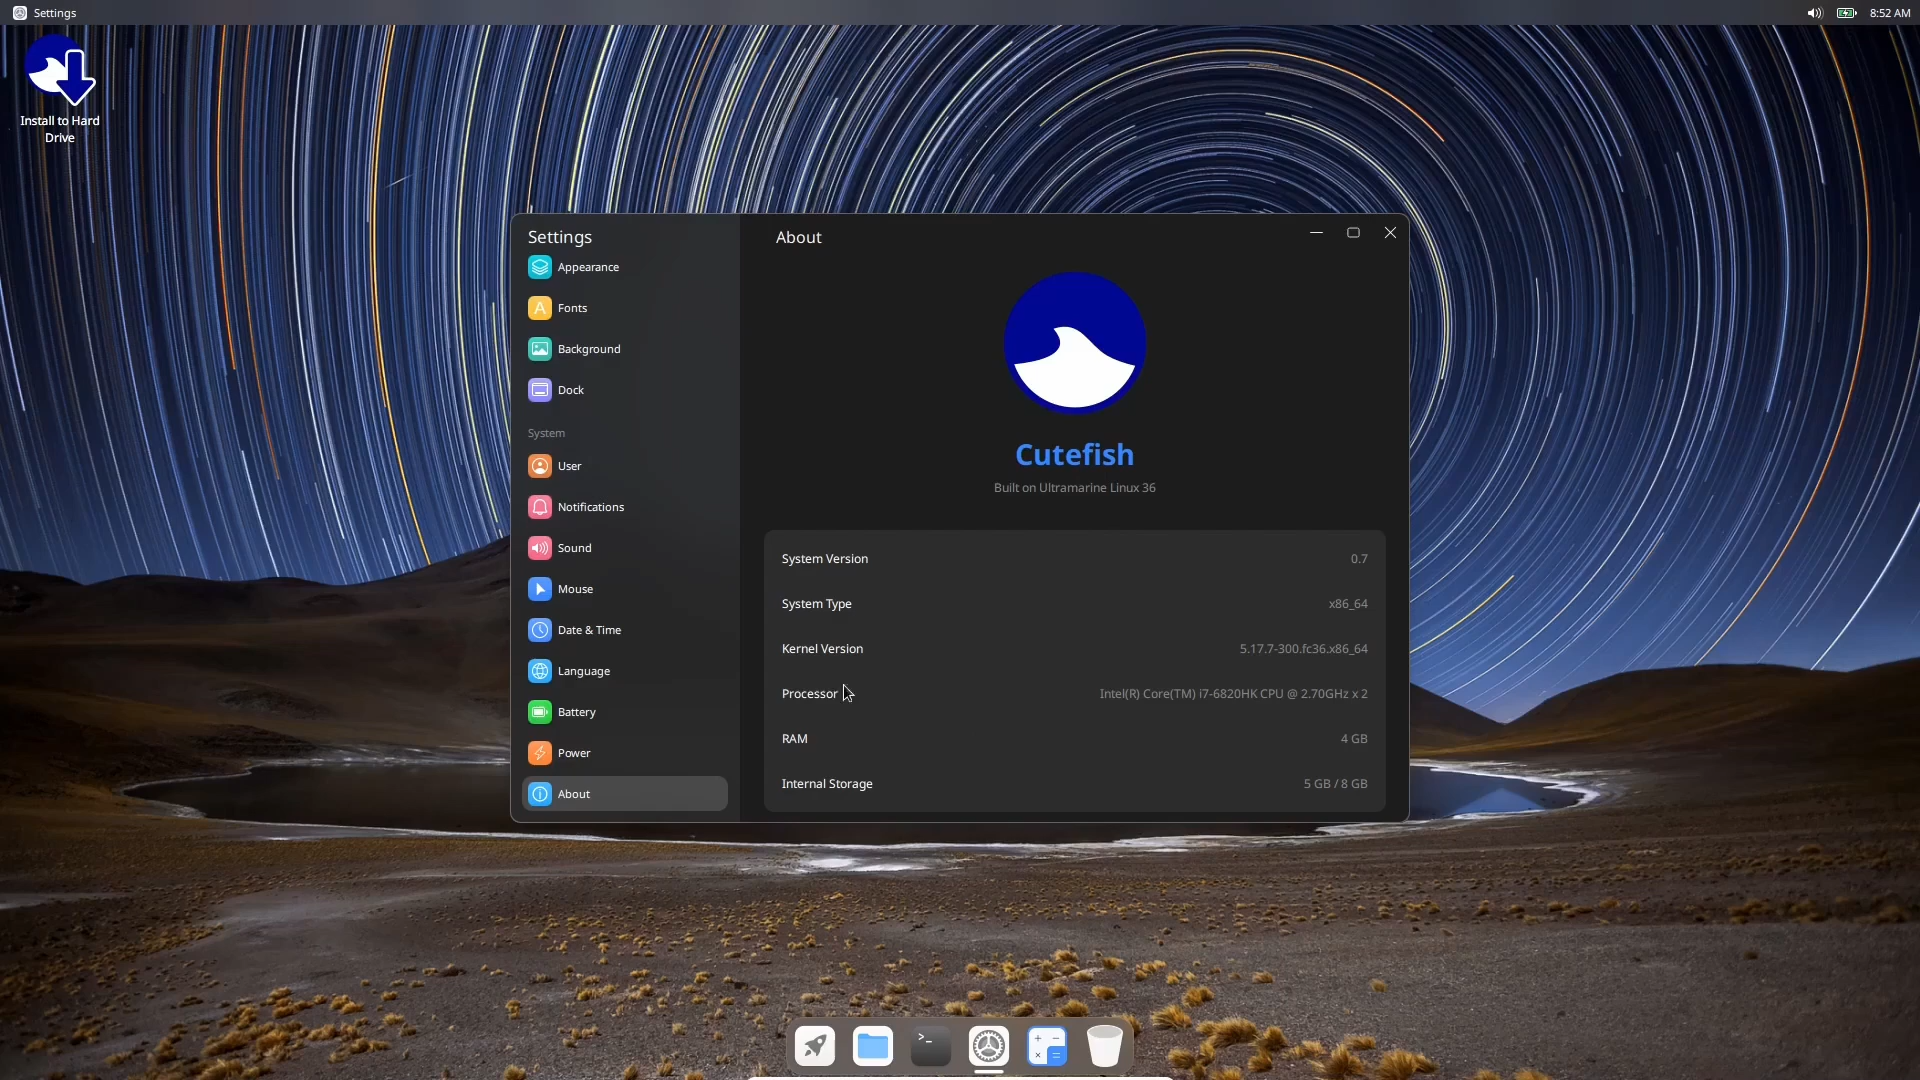 Settings
8:52 AM
Install to Hard
Drive
Settings
Appearance
Fonts
Background
Dock
System
User
Notifications
Sound
Mouse
Date & Time
Language
Battery
Power
About
About
Cutefish
Built on Ultramarine Linux 36
System Version 0.7
System Type x86_64
Kernel Version 5.17.7-300.fc36.x86_64
Processor Intel(R) Core(TM) i7-6820HK CPU @ 2.70GHz x 2
RAM 4 GB
Internal Storage 5 GB / 8 GB